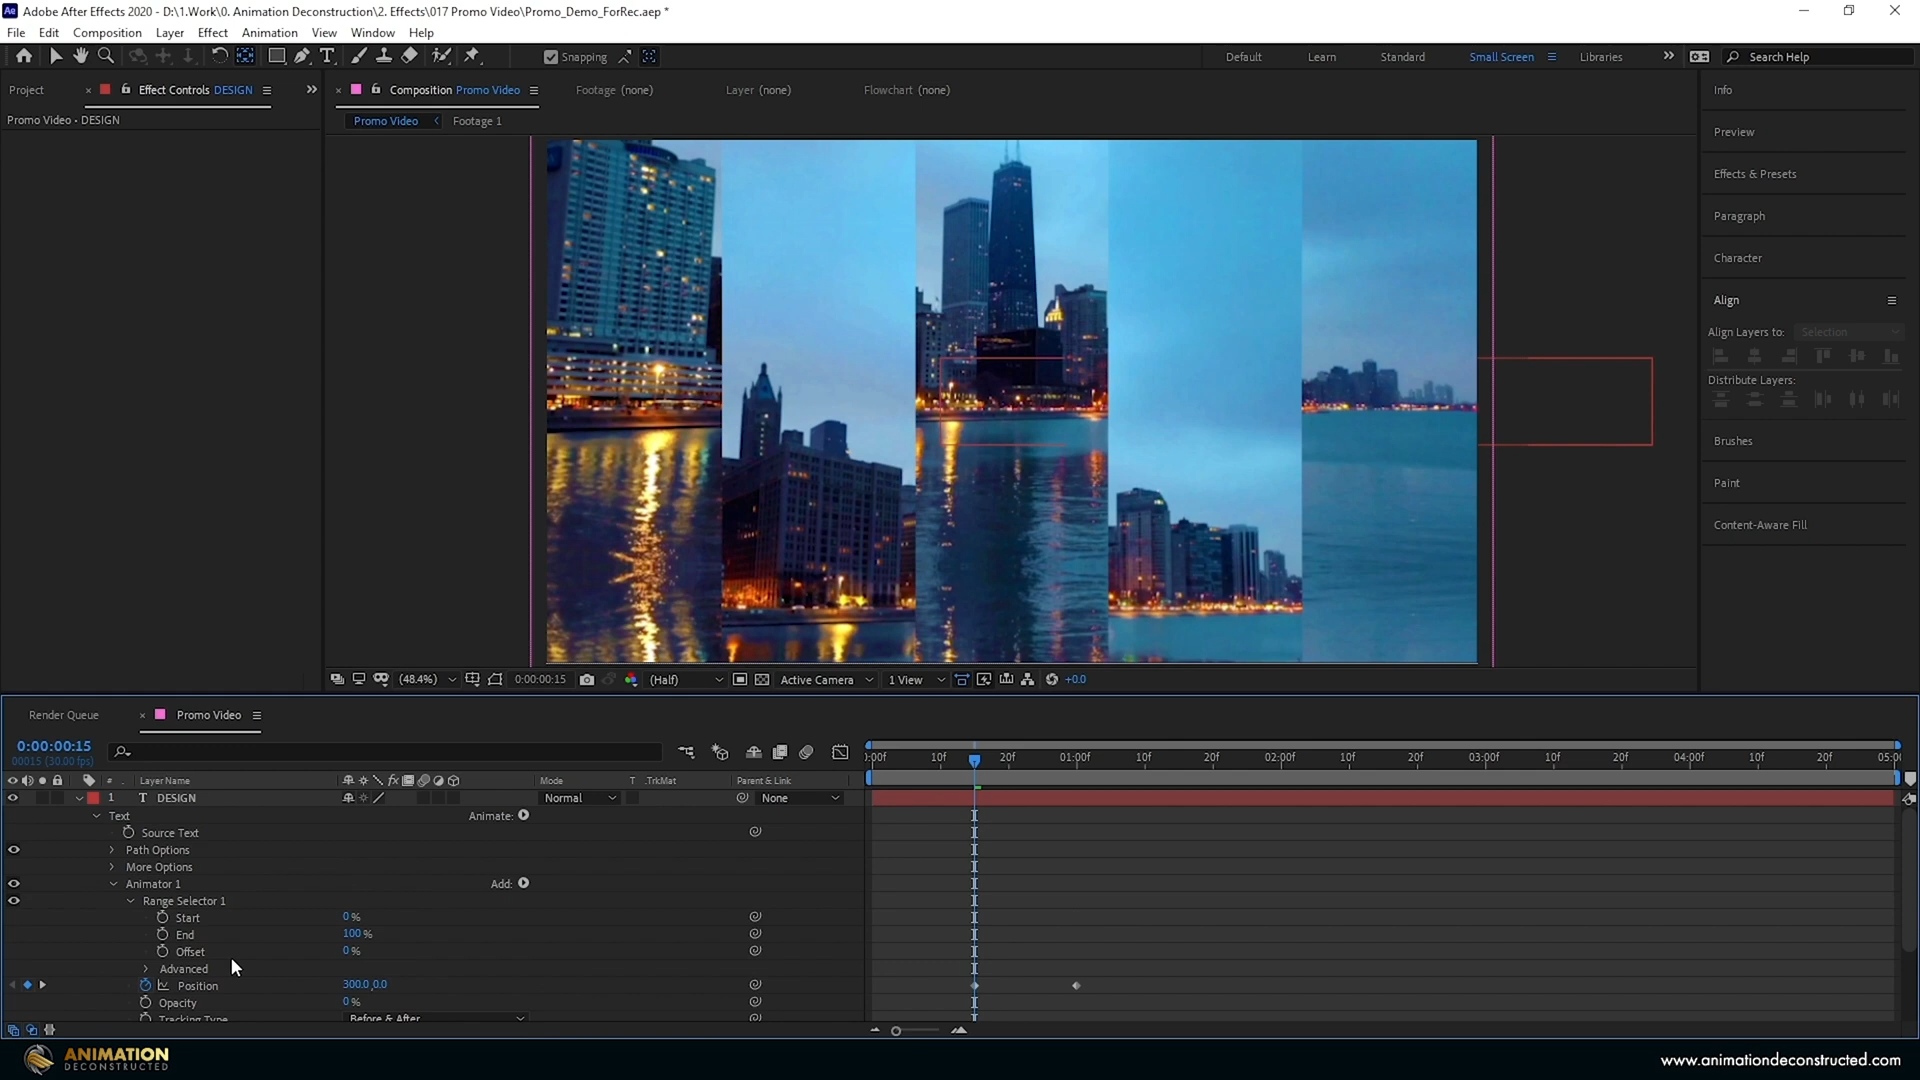 Adobe After Effects 2020 - D:\1.Work\0. Animation Deconstruction\2. Effects\017 Promo Video\Promo_Demo_ForRec.aep *
File Edit Composition Layer Effect Animation View Window Help
Snapping Default Learn Standard Small Screen Libraries Search Help
Project Effect Controls DESIGN Composition Promo Video Footage (none) Layer (none) Flowchart (none)
Promo Video • DESIGN
Promo Video Footage 1
Info
Preview
Effects & Presets
Paragraph
Character
Align
Align Layers to: Selection
Distribute Layers:
Brushes
Paint
Content-Aware Fill
(48.4%) 0:00:00:15 (Half) Active Camera 1 View +0.0
Render Queue Promo Video
0:00:00:15
00015 (30.00 fps)
:00f 10f 20f 01:00f 10f 20f 02:00f 10f 20f 03:00f 10f 20f 04:00f 10f 20f 05:00
# Layer Name fx Mode T .TrkMat Parent & Link
1 T DESIGN Normal None
Text Animate:
Source Text
Path Options
More Options
Animator 1 Add:
Range Selector 1
Start 0%
End 100%
Offset 0%
Advanced
Position 300.0,0.0
Opacity 0%
Tracking Type Before & After
ANIMATION
DECONSTRUCTED
www.animationdeconstructed.com